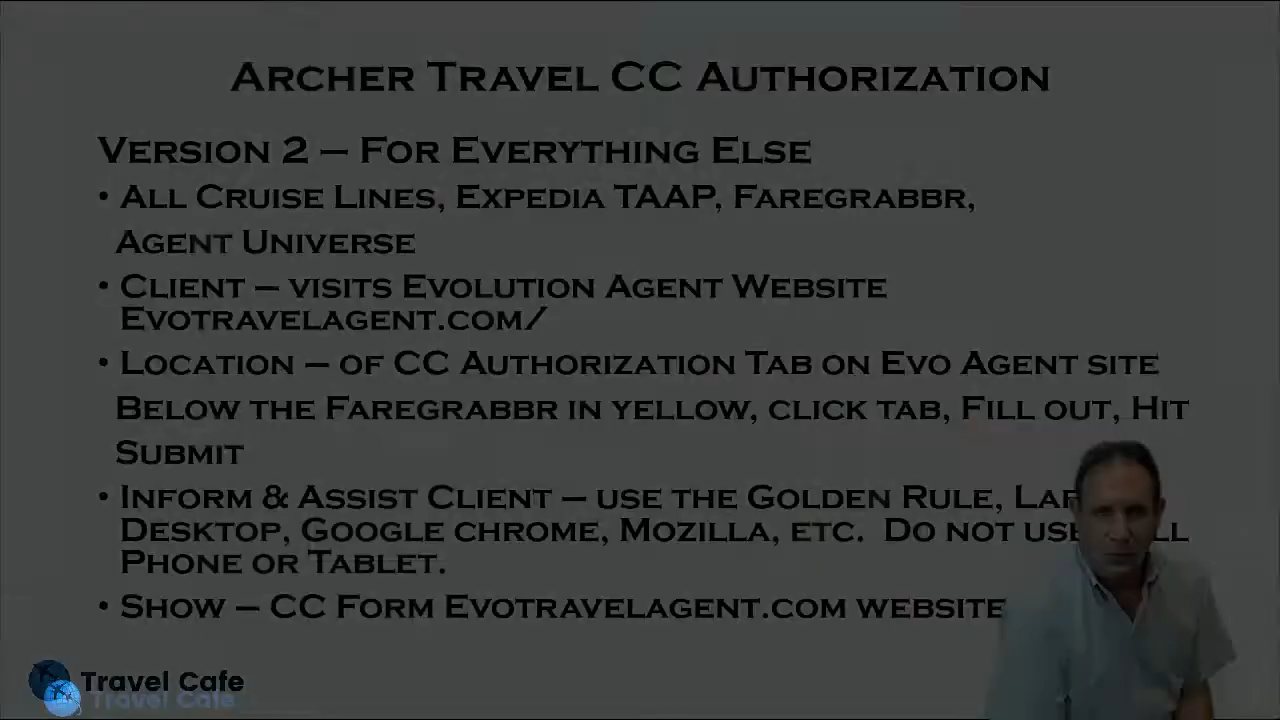 Archer Travel CC Authorization
Version 2 – For Everything Else
• All Cruise Lines, Expedia TAAP, Faregrabbr,
Agent Universe
• Client – visits Evolution Agent Website
Evotravelagent.com/
• Location – of CC Authorization Tab on Evo Agent site
Below the Faregrabbr in yellow, click tab, Fill out, Hit
Submit
• Inform & Assist Client – use the Golden Rule,
Desktop, Google chrome, Mozilla, etc. Do not use
Phone or Tablet.
• Show – CC Form Evotravelagent.com website
Travel Cafe
Travel Cafe